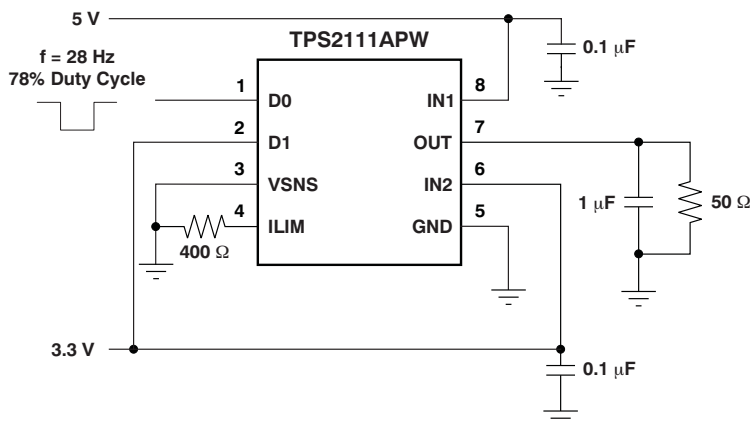 5 V
TPS2111APW
0.1 μF
f = 28 Hz
78% Duty Cycle
1
D0
IN1
8
2
D1
OUT
7
3
VSNS
IN2
6
4
ILIM
GND
5
400 Ω
1 μF
50 Ω
3.3 V
0.1 μF